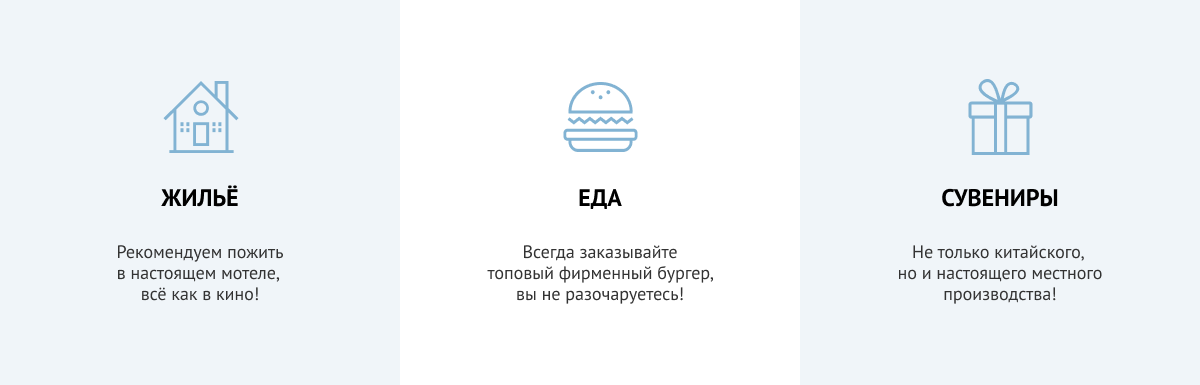 ЖИЛЬЁ
Рекомендуем пожить
в настоящем мотеле,
всё как в кино!
ЕДА
Всегда заказывайте
топовый фирменный бургер,
вы не разочаруетесь!
СУВЕНИРЫ
Не только китайского,
но и настоящего местного
производства!